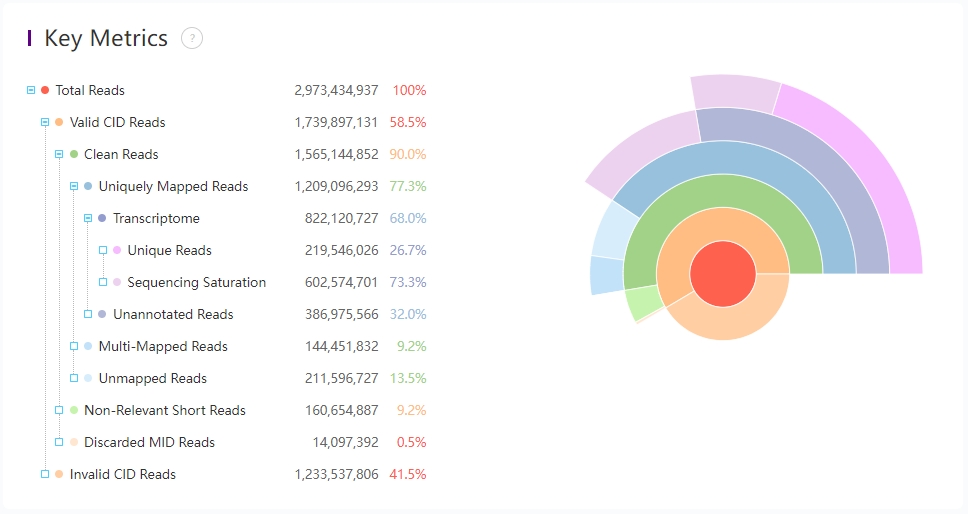 Key Metrics ?
Total Reads 2,973,434,937 100%
Valid CID Reads 1,739,897,131 58.5%
Clean Reads 1,565,144,852 90.0%
Uniquely Mapped Reads 1,209,096,293 77.3%
Transcriptome 822,120,727 68.0%
Unique Reads 219,546,026 26.7%
Sequencing Saturation 602,574,701 73.3%
Unannotated Reads 386,975,566 32.0%
Multi-Mapped Reads 144,451,832 9.2%
Unmapped Reads 211,596,727 13.5%
Non-Relevant Short Reads 160,654,887 9.2%
Discarded MID Reads 14,097,392 0.5%
Invalid CID Reads 1,233,537,806 41.5%